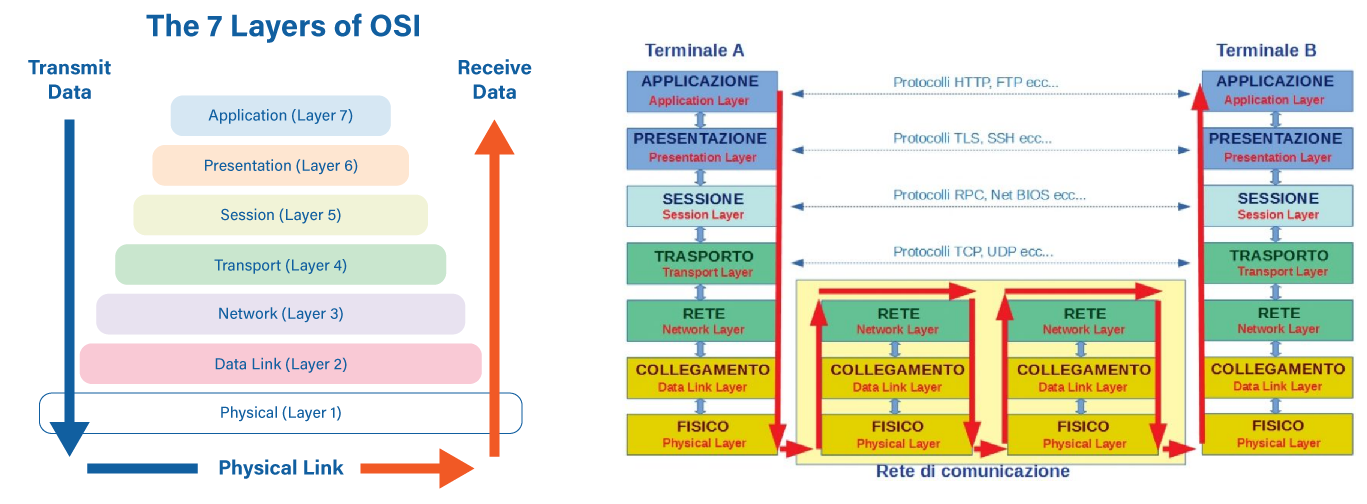 The 7 Layers of OSI
Transmit
Data
Receive
Data
Application (Layer 7)
Presentation (Layer 6)
Session (Layer 5)
Transport (Layer 4)
Network (Layer 3)
Data Link (Layer 2)
Physical (Layer 1)
Physical Link
Terminale A
Terminale B
APPLICAZIONE
Application Layer
Protocolli HTTP, FTP ecc...
APPLICAZIONE
Application Layer
PRESENTAZIONE
Presentation Layer
Protocolli TLS, SSH ecc...
PRESENTAZIONE
Presentation Layer
SESSIONE
Session Layer
Protocolli RPC, Net BIOS ecc...
SESSIONE
Session Layer
TRASPORTO
Transport Layer
Protocolli TCP, UDP ecc...
TRASPORTO
Transport Layer
RETE
Network Layer
RETE
Network Layer
RETE
Network Layer
RETE
Network Layer
COLLEGAMENTO
Data Link Layer
COLLEGAMENTO
Data Link Layer
COLLEGAMENTO
Data Link Layer
COLLEGAMENTO
Data Link Layer
FISICO
Physical Layer
FISICO
Physical Layer
FISICO
Physical Layer
FISICO
Physical Layer
Rete di comunicazione